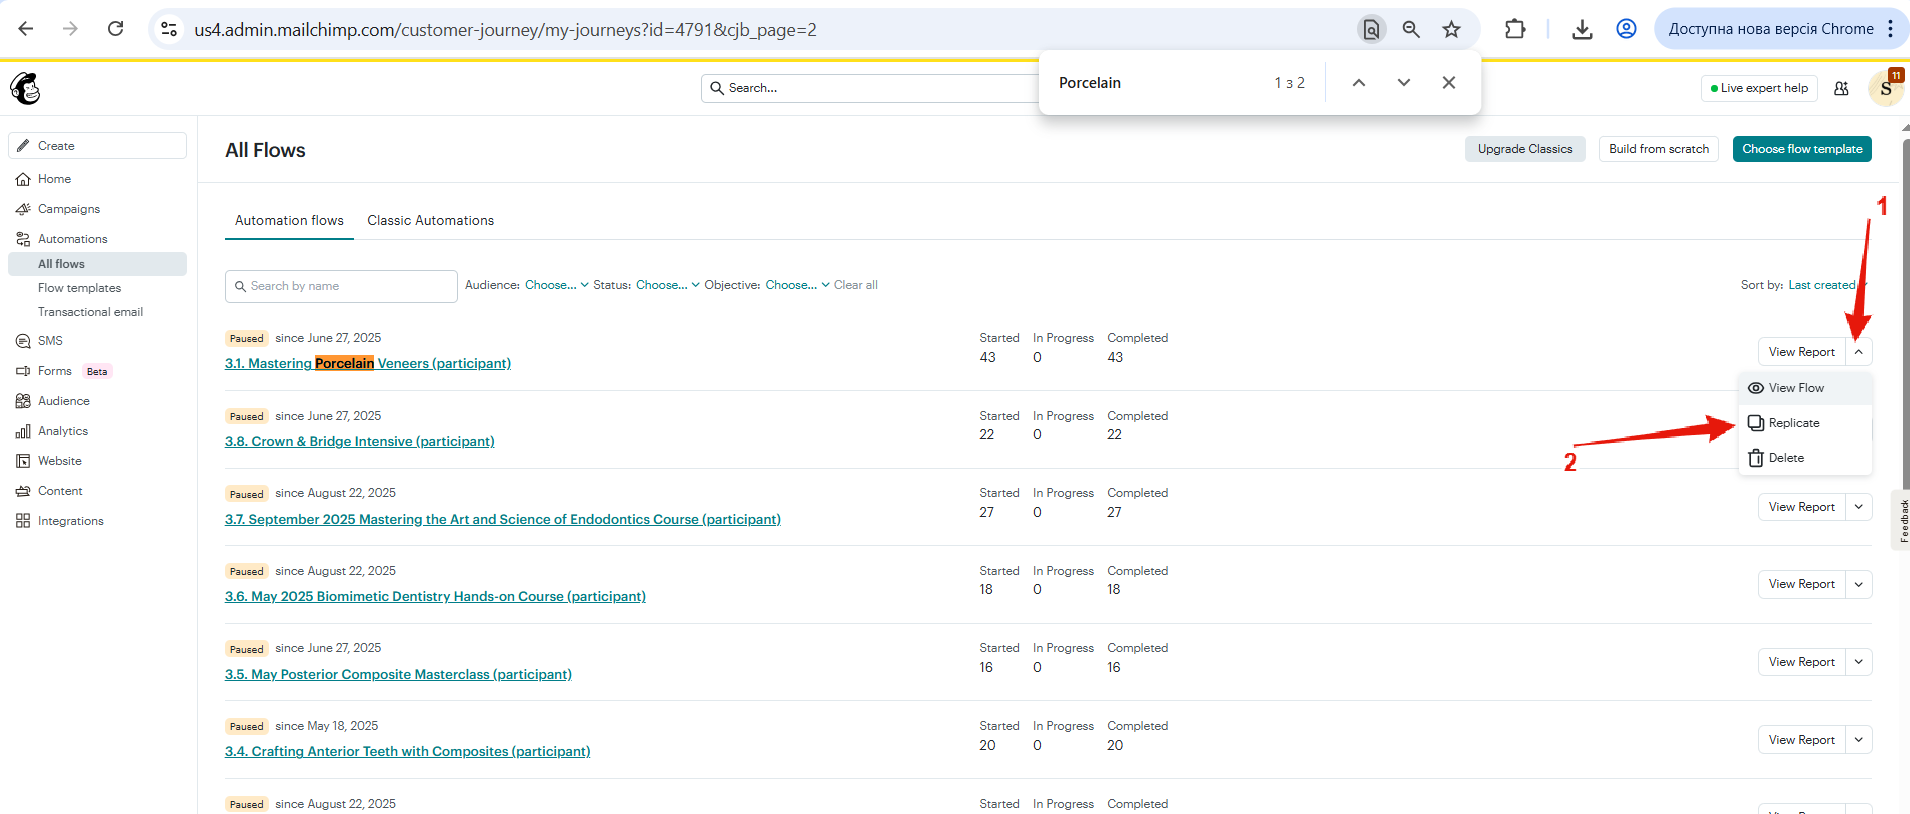 us4.admin.mailchimp.com/customer-journey/my-journeys?id=4791&cjb_page=2
Доступна нова версія Chrome
Porcelain 1 з 2
Search...
Live expert help
11
S
Create
Home
Campaigns
Automations
All flows
Flow templates
Transactional email
SMS
Forms Beta
Audience
Analytics
Website
Content
Integrations
All Flows
Upgrade Classics Build from scratch Choose flow template
1
Automation flows Classic Automations
Search by name Audience: Choose... Status: Choose... Objective: Choose... Clear all Sort by: Last created
Paused since June 27, 2025 Started In Progress Completed
3.1. Mastering Porcelain Veneers (participant) 43 0 43 View Report
View Flow
Replicate
Delete
2
Paused since June 27, 2025 Started In Progress Completed
3.8. Crown & Bridge Intensive (participant) 22 0 22
Paused since August 22, 2025 Started In Progress Completed
3.7. September 2025 Mastering the Art and Science of Endodontics Course (participant) 27 0 27 View Report
Feedback
Paused since August 22, 2025 Started In Progress Completed
3.6. May 2025 Biomimetic Dentistry Hands-on Course (participant) 18 0 18 View Report
Paused since June 27, 2025 Started In Progress Completed
3.5. May Posterior Composite Masterclass (participant) 16 0 16 View Report
Paused since May 18, 2025 Started In Progress Completed
3.4. Crafting Anterior Teeth with Composites (participant) 20 0 20 View Report
Paused since August 22, 2025 Started In Progress Completed